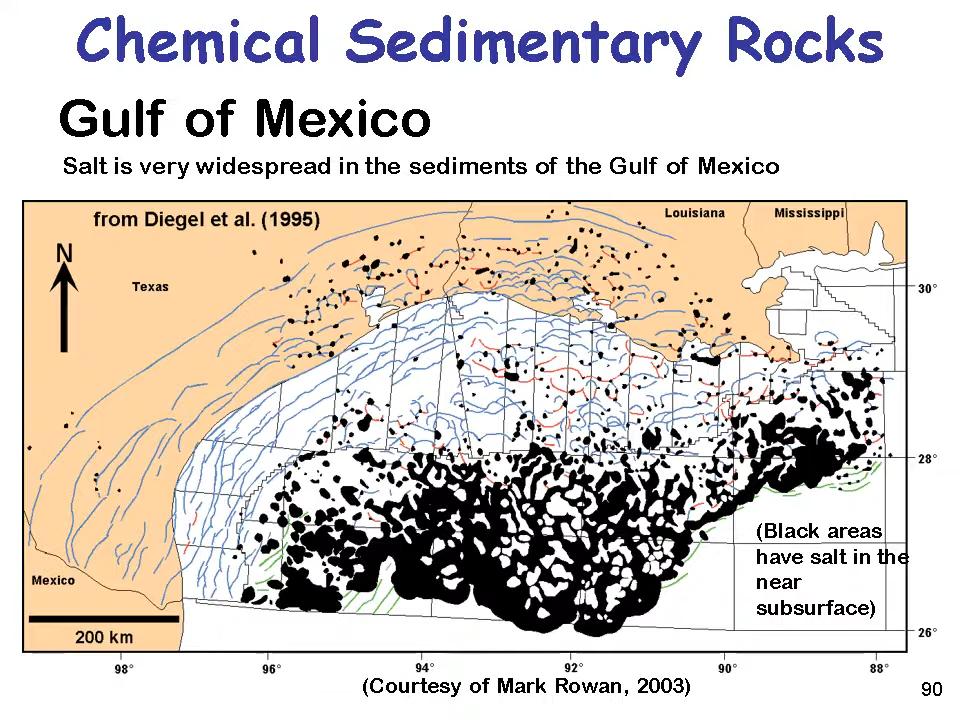 Chemical Sedimentary Rocks
Gulf of Mexico
Salt is very widespread in the sediments of the Gulf of Mexico
from Diegel et al. (1995)
Louisiana
Mississippi
N
Texas
30°
28°
(Black areas
have salt in the
near
subsurface)
Mexico
200 km
26°
98°
96°
94°
92°
90°
88°
(Courtesy of Mark Rowan, 2003)
90